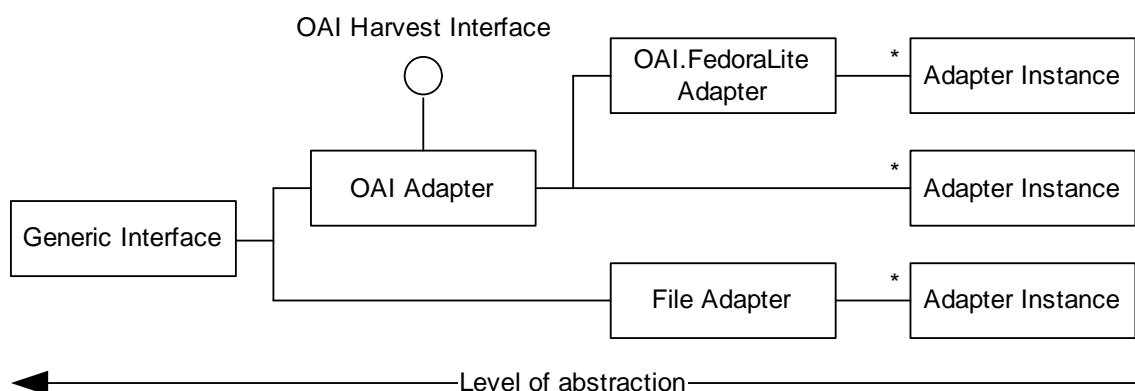 OAI Harvest Interface
OAI.FedoraLite
Adapter
*
Adapter Instance
OAI Adapter
*
Adapter Instance
Generic Interface
File Adapter
*
Adapter Instance
Level of abstraction